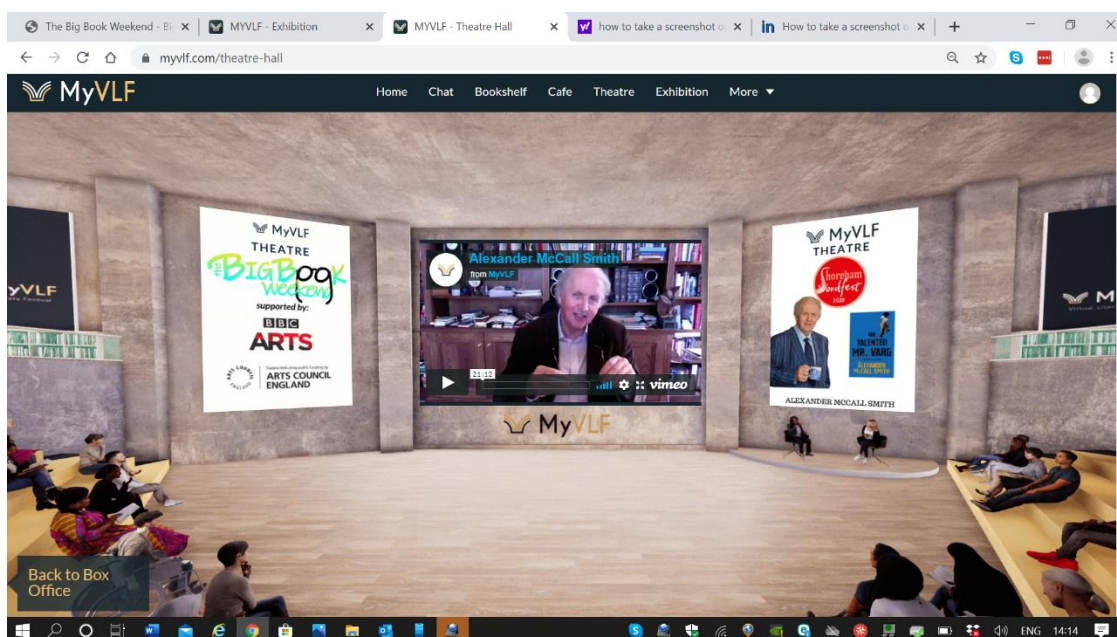 The Big Book Weekend - Bi
MYVLF - Exhibition
MYVLF - Theatre Hall
how to take a screenshot o
How to take a screenshot o
myvlf.com/theatre-hall
MyVLF
Home Chat Bookshelf Cafe Theatre Exhibition More
yVLF
MyVLF
THEATRE
#THE
BIG BOOK
Weekend
supported by:
BBC
ARTS
ARTS COUNCIL
ENGLAND
Alexander McCall Smith
from MyVLF
21:12
vimeo
MyVLF
MyVLF
THEATRE
Shoreham
Wordfest
THE
TALENTED
MR. VARG
ALEXANDER
McCALL SMITH
ALEXANDER MCCALL SMITH
M
Back to Box
Office
ENG 14:14